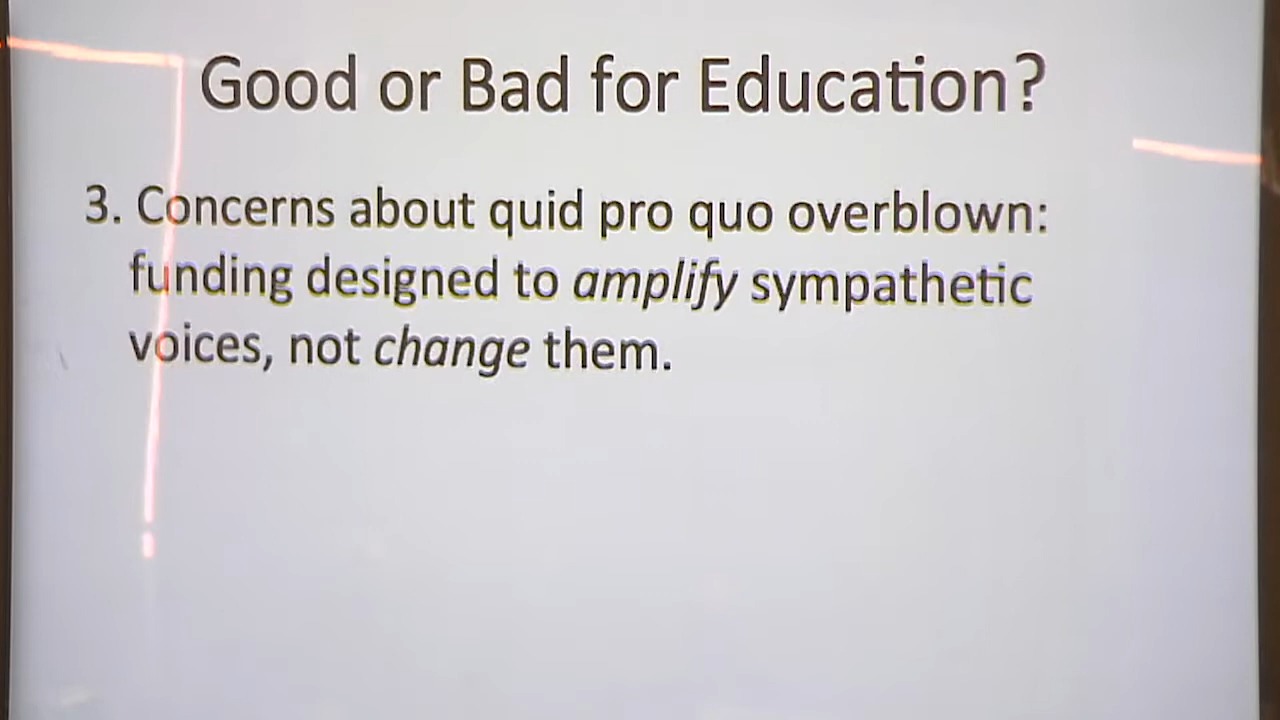 Good or Bad for Education?
3. Concerns about quid pro quo overblown:
funding designed to amplify sympathetic
voices, not change them.